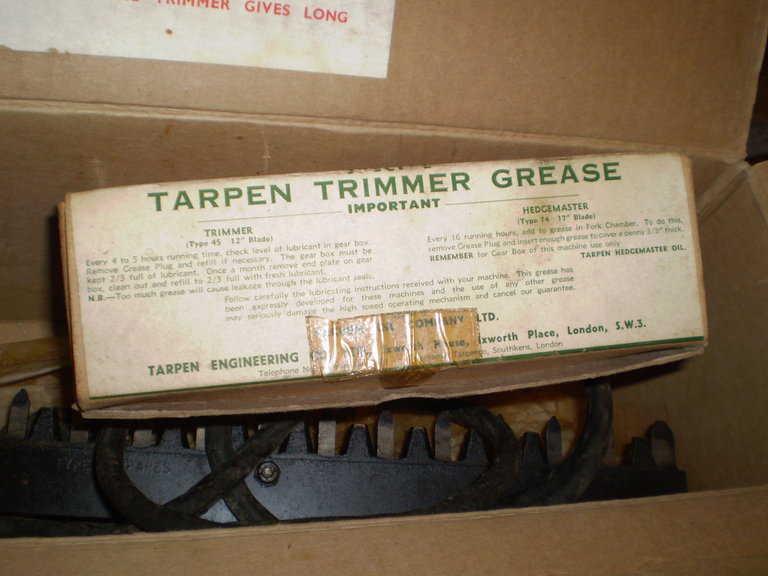 TRIMMER GIVES LONG
TARPEN TRIMMER GREASE
IMPORTANT
TRIMMER
(Type 45 12" Blade)
Every 4 to 5 hours running time, check level of lubricant in gear box.
Remove Grease Plug and refill if necessary. The gear box must be
kept 2/3 full of lubricant. Once a month remove end plate on gear
box, clean out and refill to 2/3 full with fresh lubricant.
N.B.—Too much grease will cause leakage through the lubricant seals.
HEDGEMASTER
(Type 74 17" Blade)
Every 16 running hours, add to grease in Fork Chamber. To do this,
remove Grease Plug and insert enough grease to cover a penny 3/8" thick.
REMEMBER for Gear Box of this machine use only
TARPEN HEDGEMASTER OIL.
Follow carefully the lubricating instructions received with your machine. This grease has
been expressly developed for these machines and the use of any other grease
may seriously damage the high speed operating mechanism and cancel our guarantee.
COMPANY LTD.
TARPEN ENGINEERING House, Ixworth Place, London, S.W.3.
Telephone Tarpenco, Southkens, London